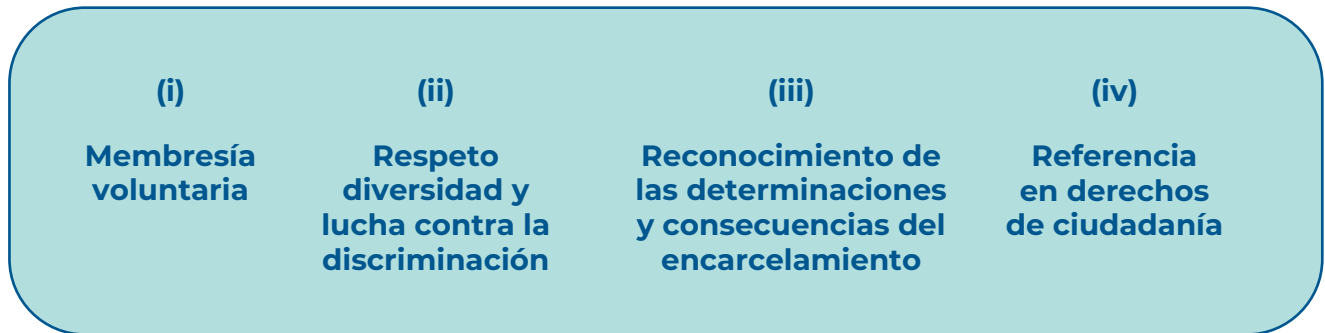 (i)
Membresía
voluntaria
(ii)
Respeto
diversidad y
lucha contra la
discriminación
(iii)
Reconocimiento de
las determinaciones
y consecuencias del
encarcelamiento
(iv)
Referencia
en derechos
de ciudadanía